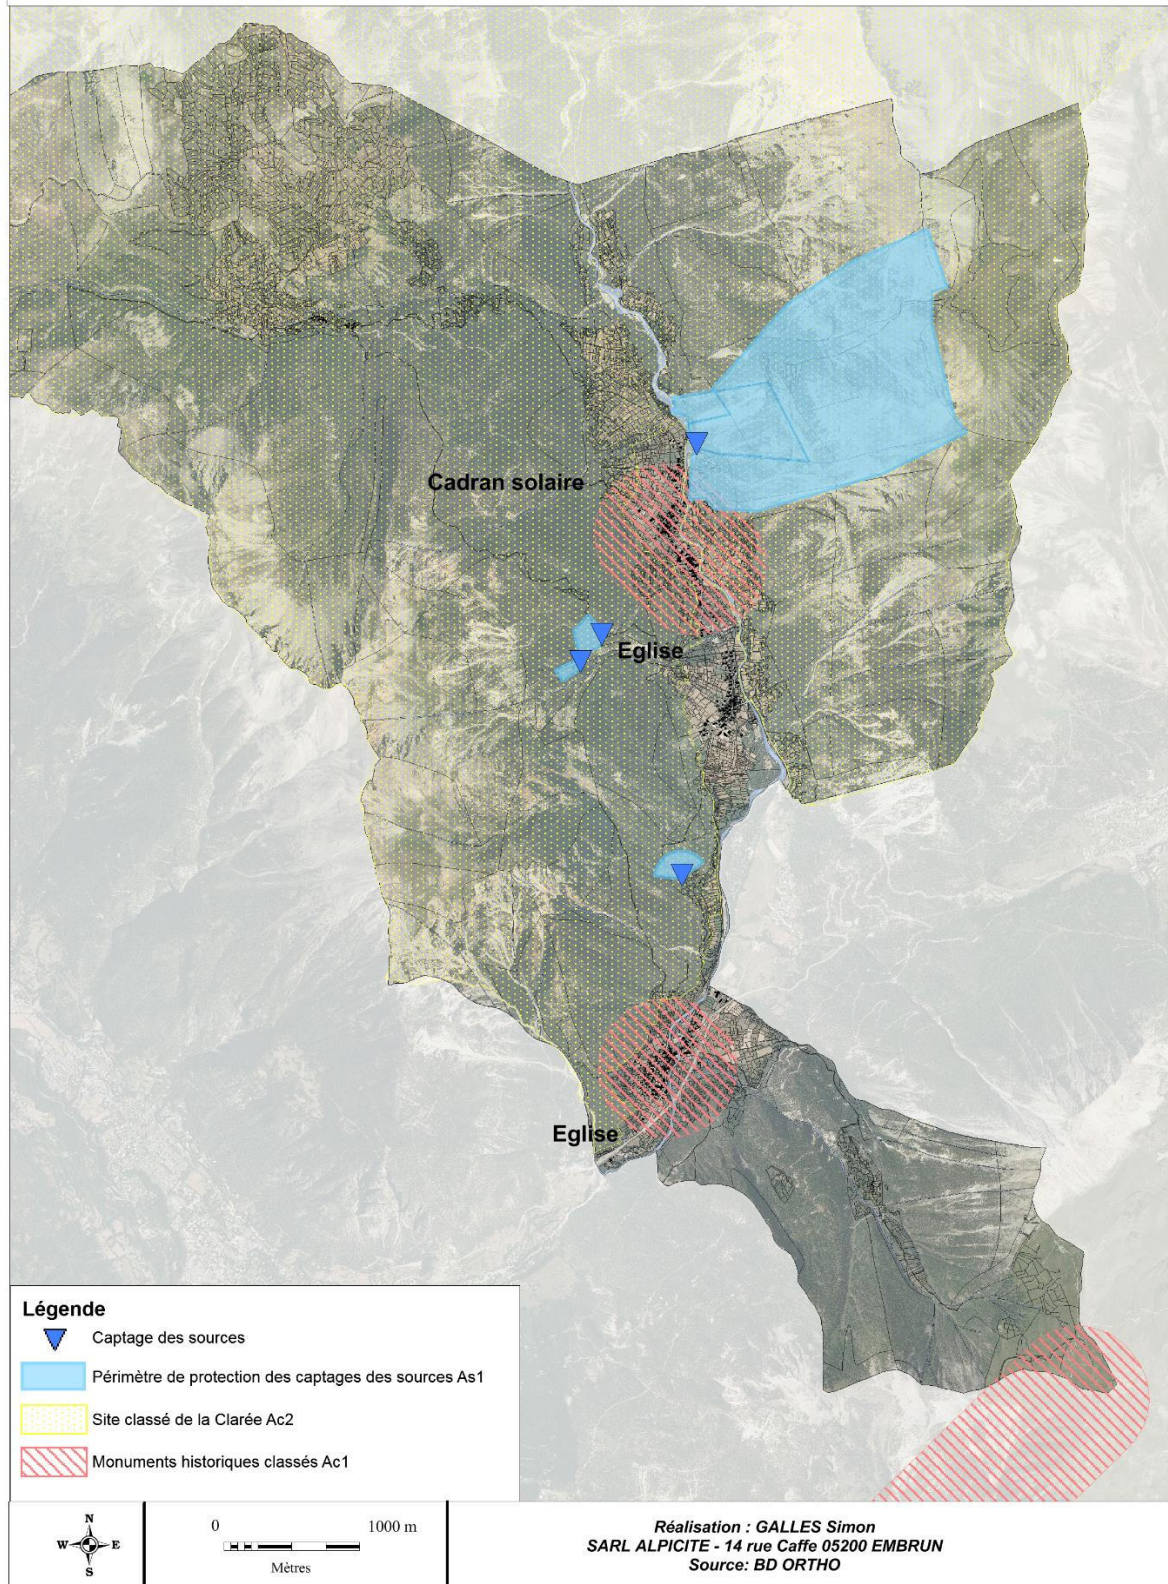 Cadran solaire
Eglise
Eglise
Légende
Captage des sources
Périmètre de protection des captages des sources As1
Site classé de la Clarée Ac2
Monuments historiques classés Ac1
N
W E
S
0 1000 m
Mètres
Réalisation : GALLES Simon
SARL ALPICITE - 14 rue Caffe 05200 EMBRUN
Source: BD ORTHO